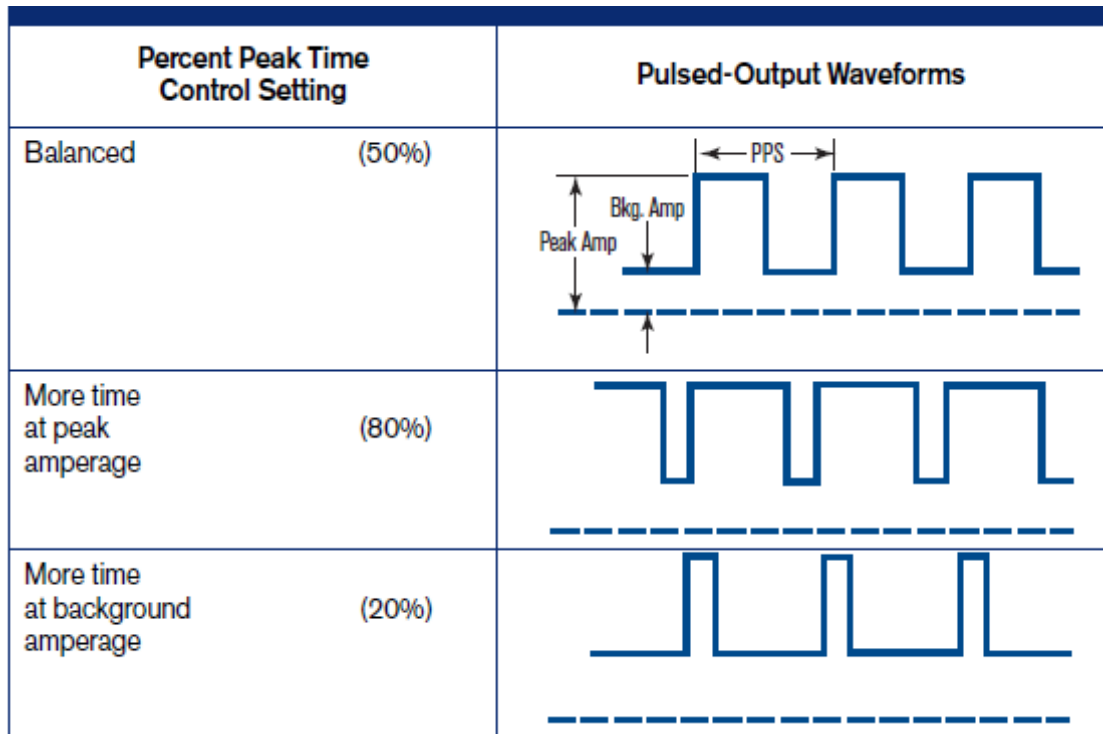 Percent Peak Time
Control Setting
Pulsed-Output Waveforms
Balanced (50%)
PPS
Bkg. Amp
Peak Amp
More time
at peak (80%)
amperage
More time
at background (20%)
amperage